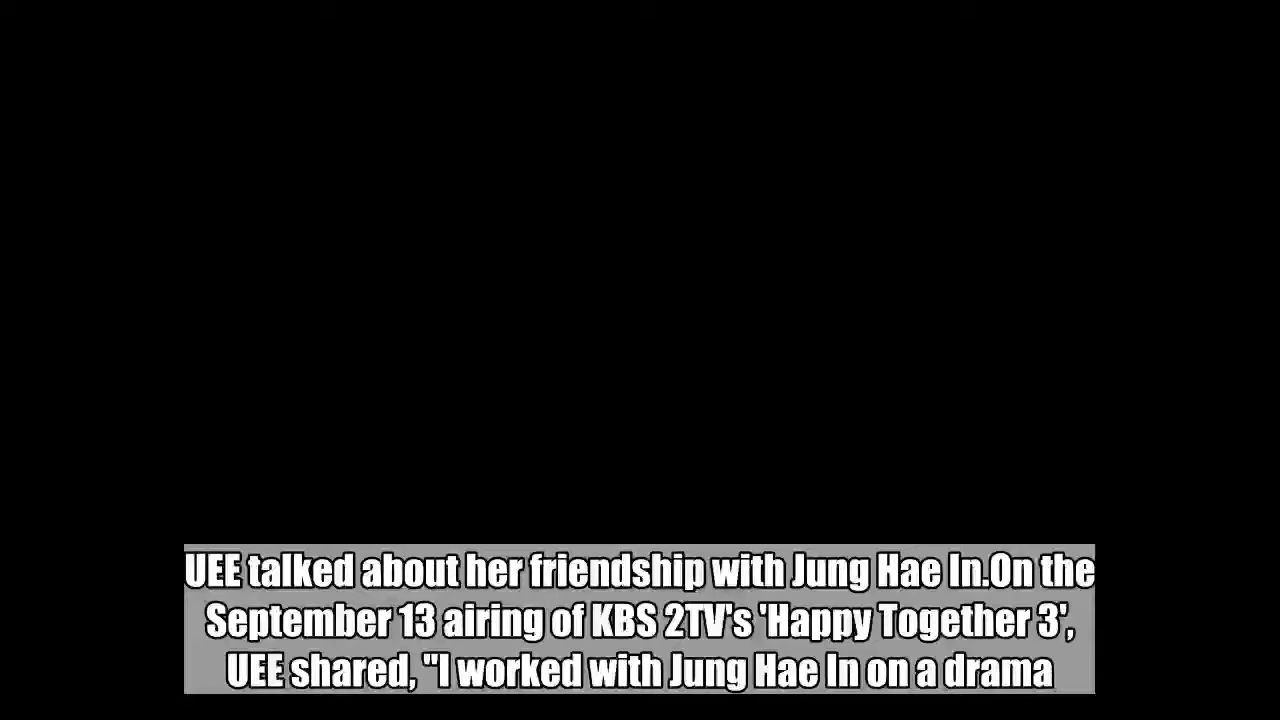 UEE talked about her friendship with Jung Hae In.On the
September 13 airing of KBS 2TV's 'Happy Together 3',
UEE shared, "I worked with Jung Hae In on a drama